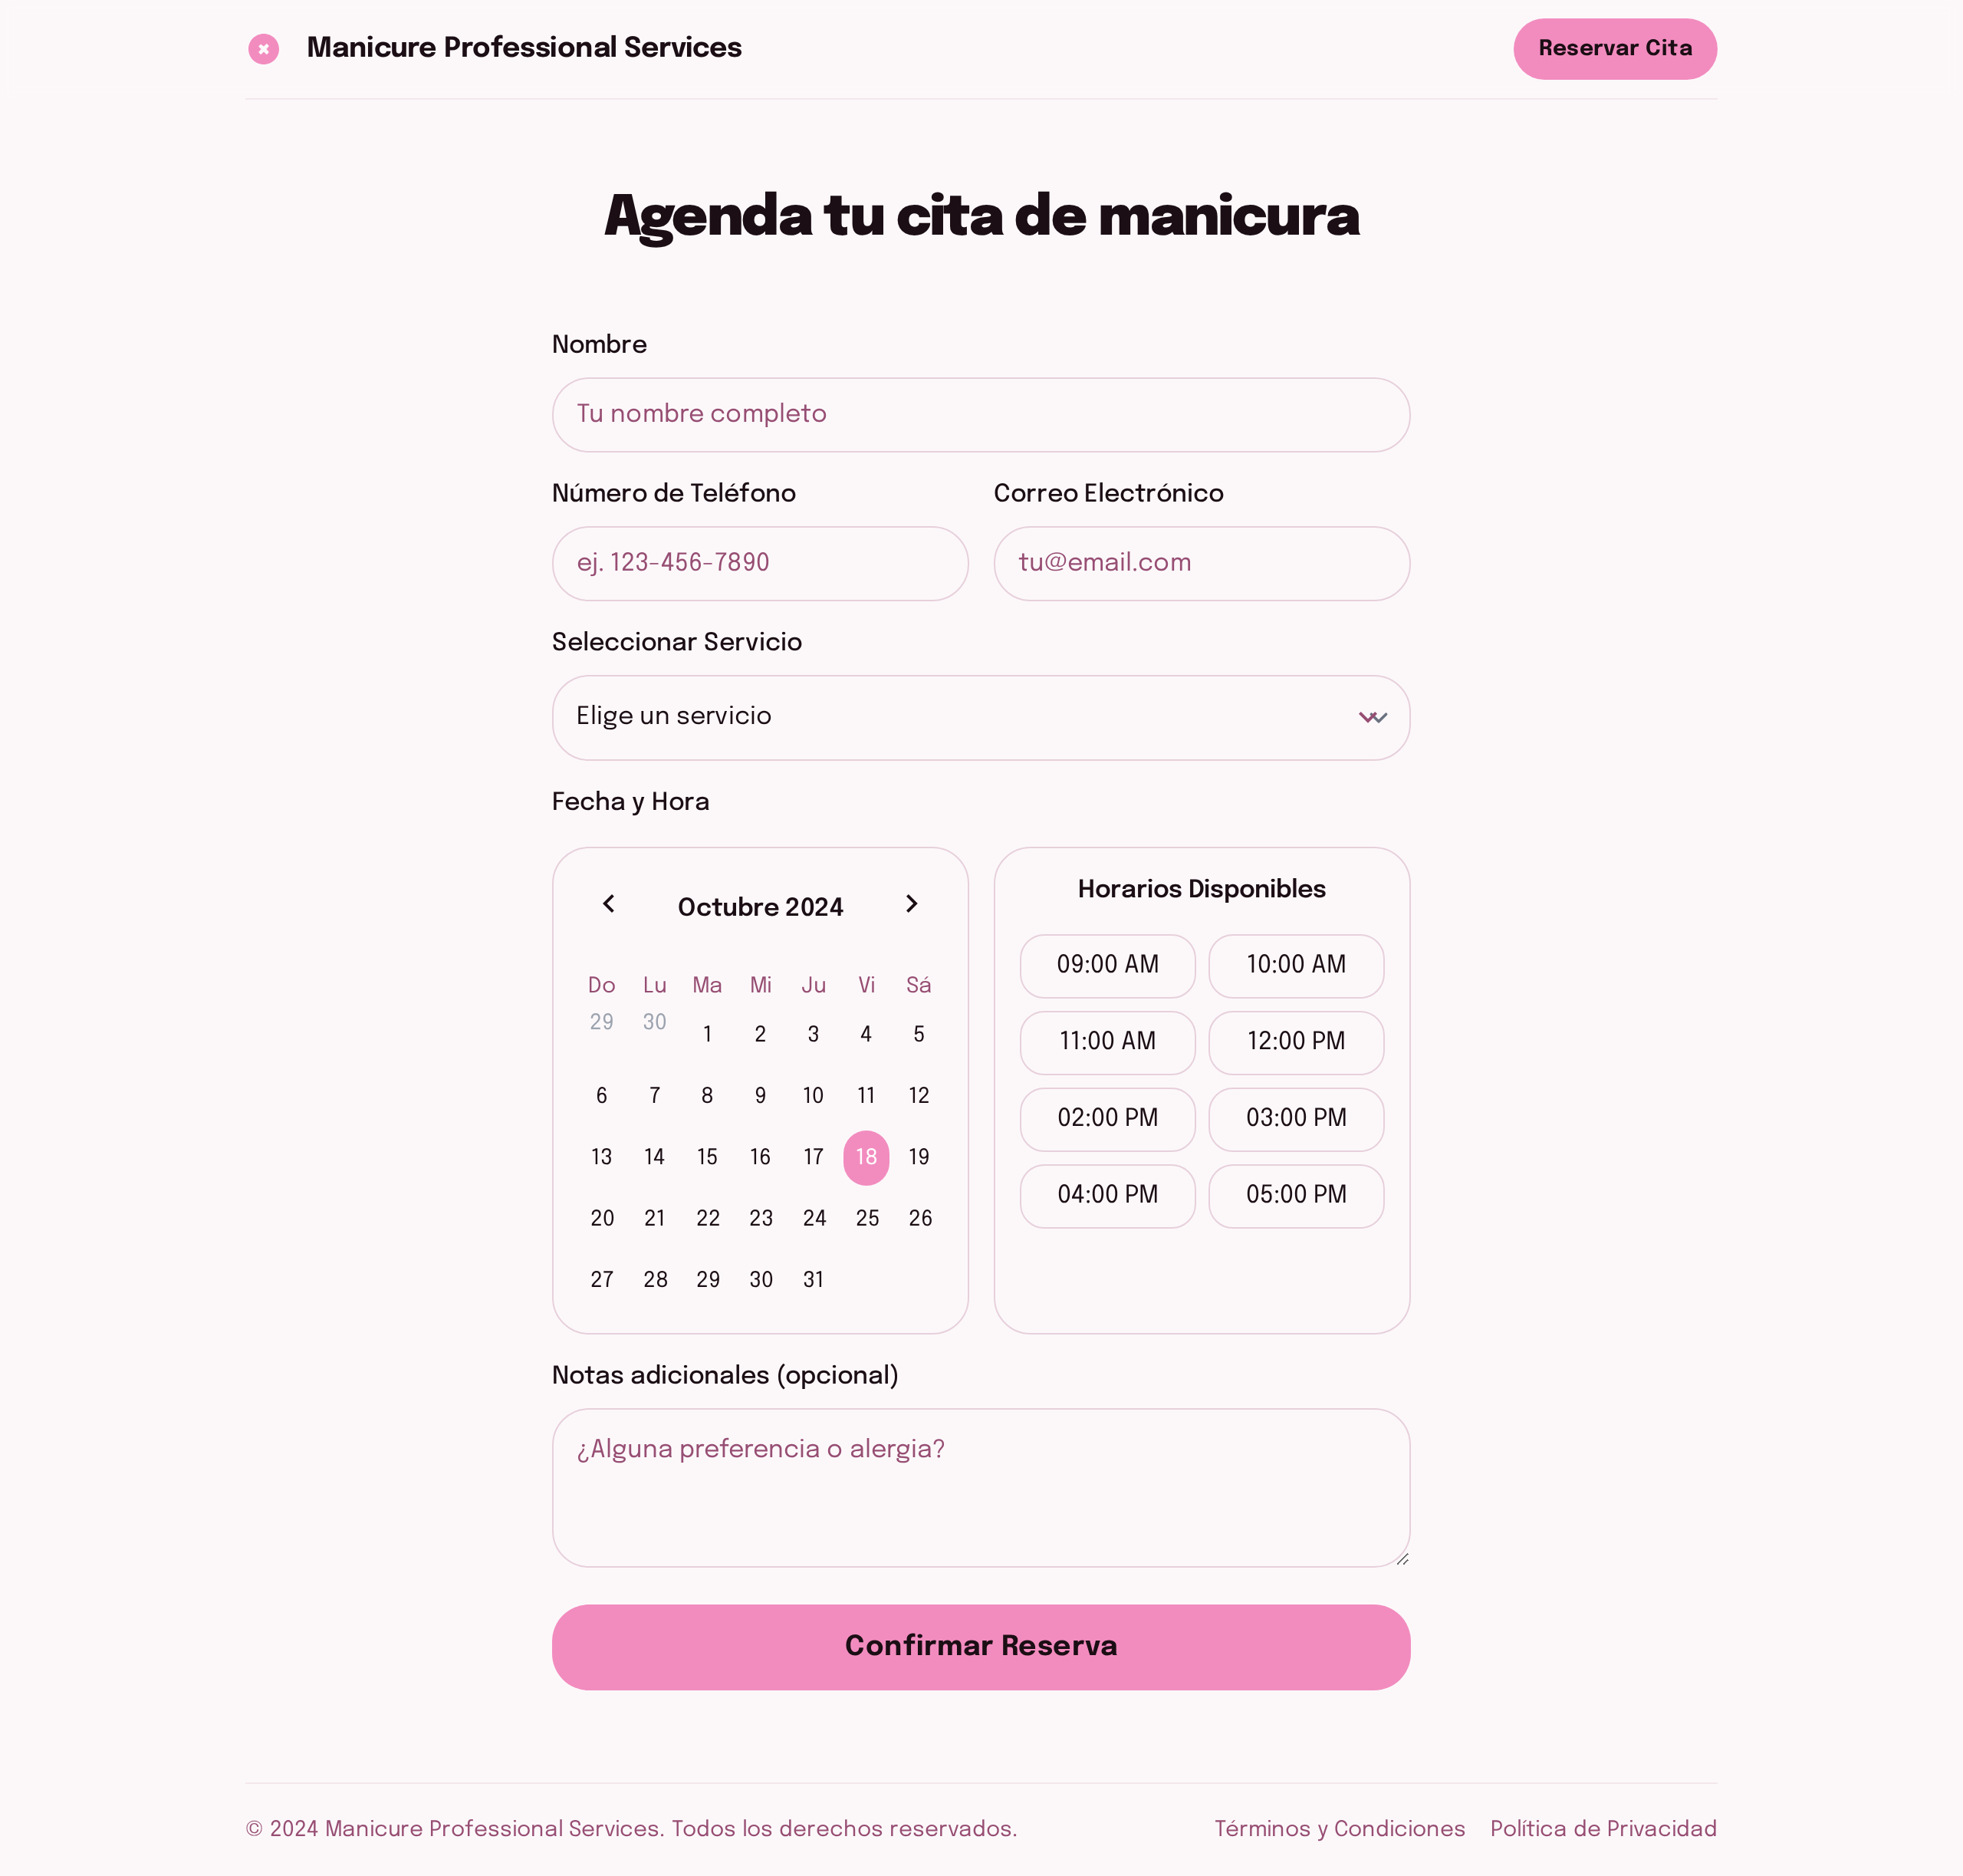 Manicure Professional Services
Reservar Cita
Agenda tu cita de manicura
Nombre
Tu nombre completo
Número de Teléfono
Correo Electrónico
ej. 123-456-7890
tu@email.com
Seleccionar Servicio
Elige un servicio
Fecha y Hora
Octubre 2024
Do Lu Ma Mi Ju Vi Sá
29 30 1 2 3 4 5
6 7 8 9 10 11 12
13 14 15 16 17 18 19
20 21 22 23 24 25 26
27 28 29 30 31
Horarios Disponibles
09:00 AM 10:00 AM
11:00 AM 12:00 PM
02:00 PM 03:00 PM
04:00 PM 05:00 PM
Notas adicionales (opcional)
¿Alguna preferencia o alergia?
Confirmar Reserva
© 2024 Manicure Professional Services. Todos los derechos reservados.
Términos y Condiciones
Política de Privacidad